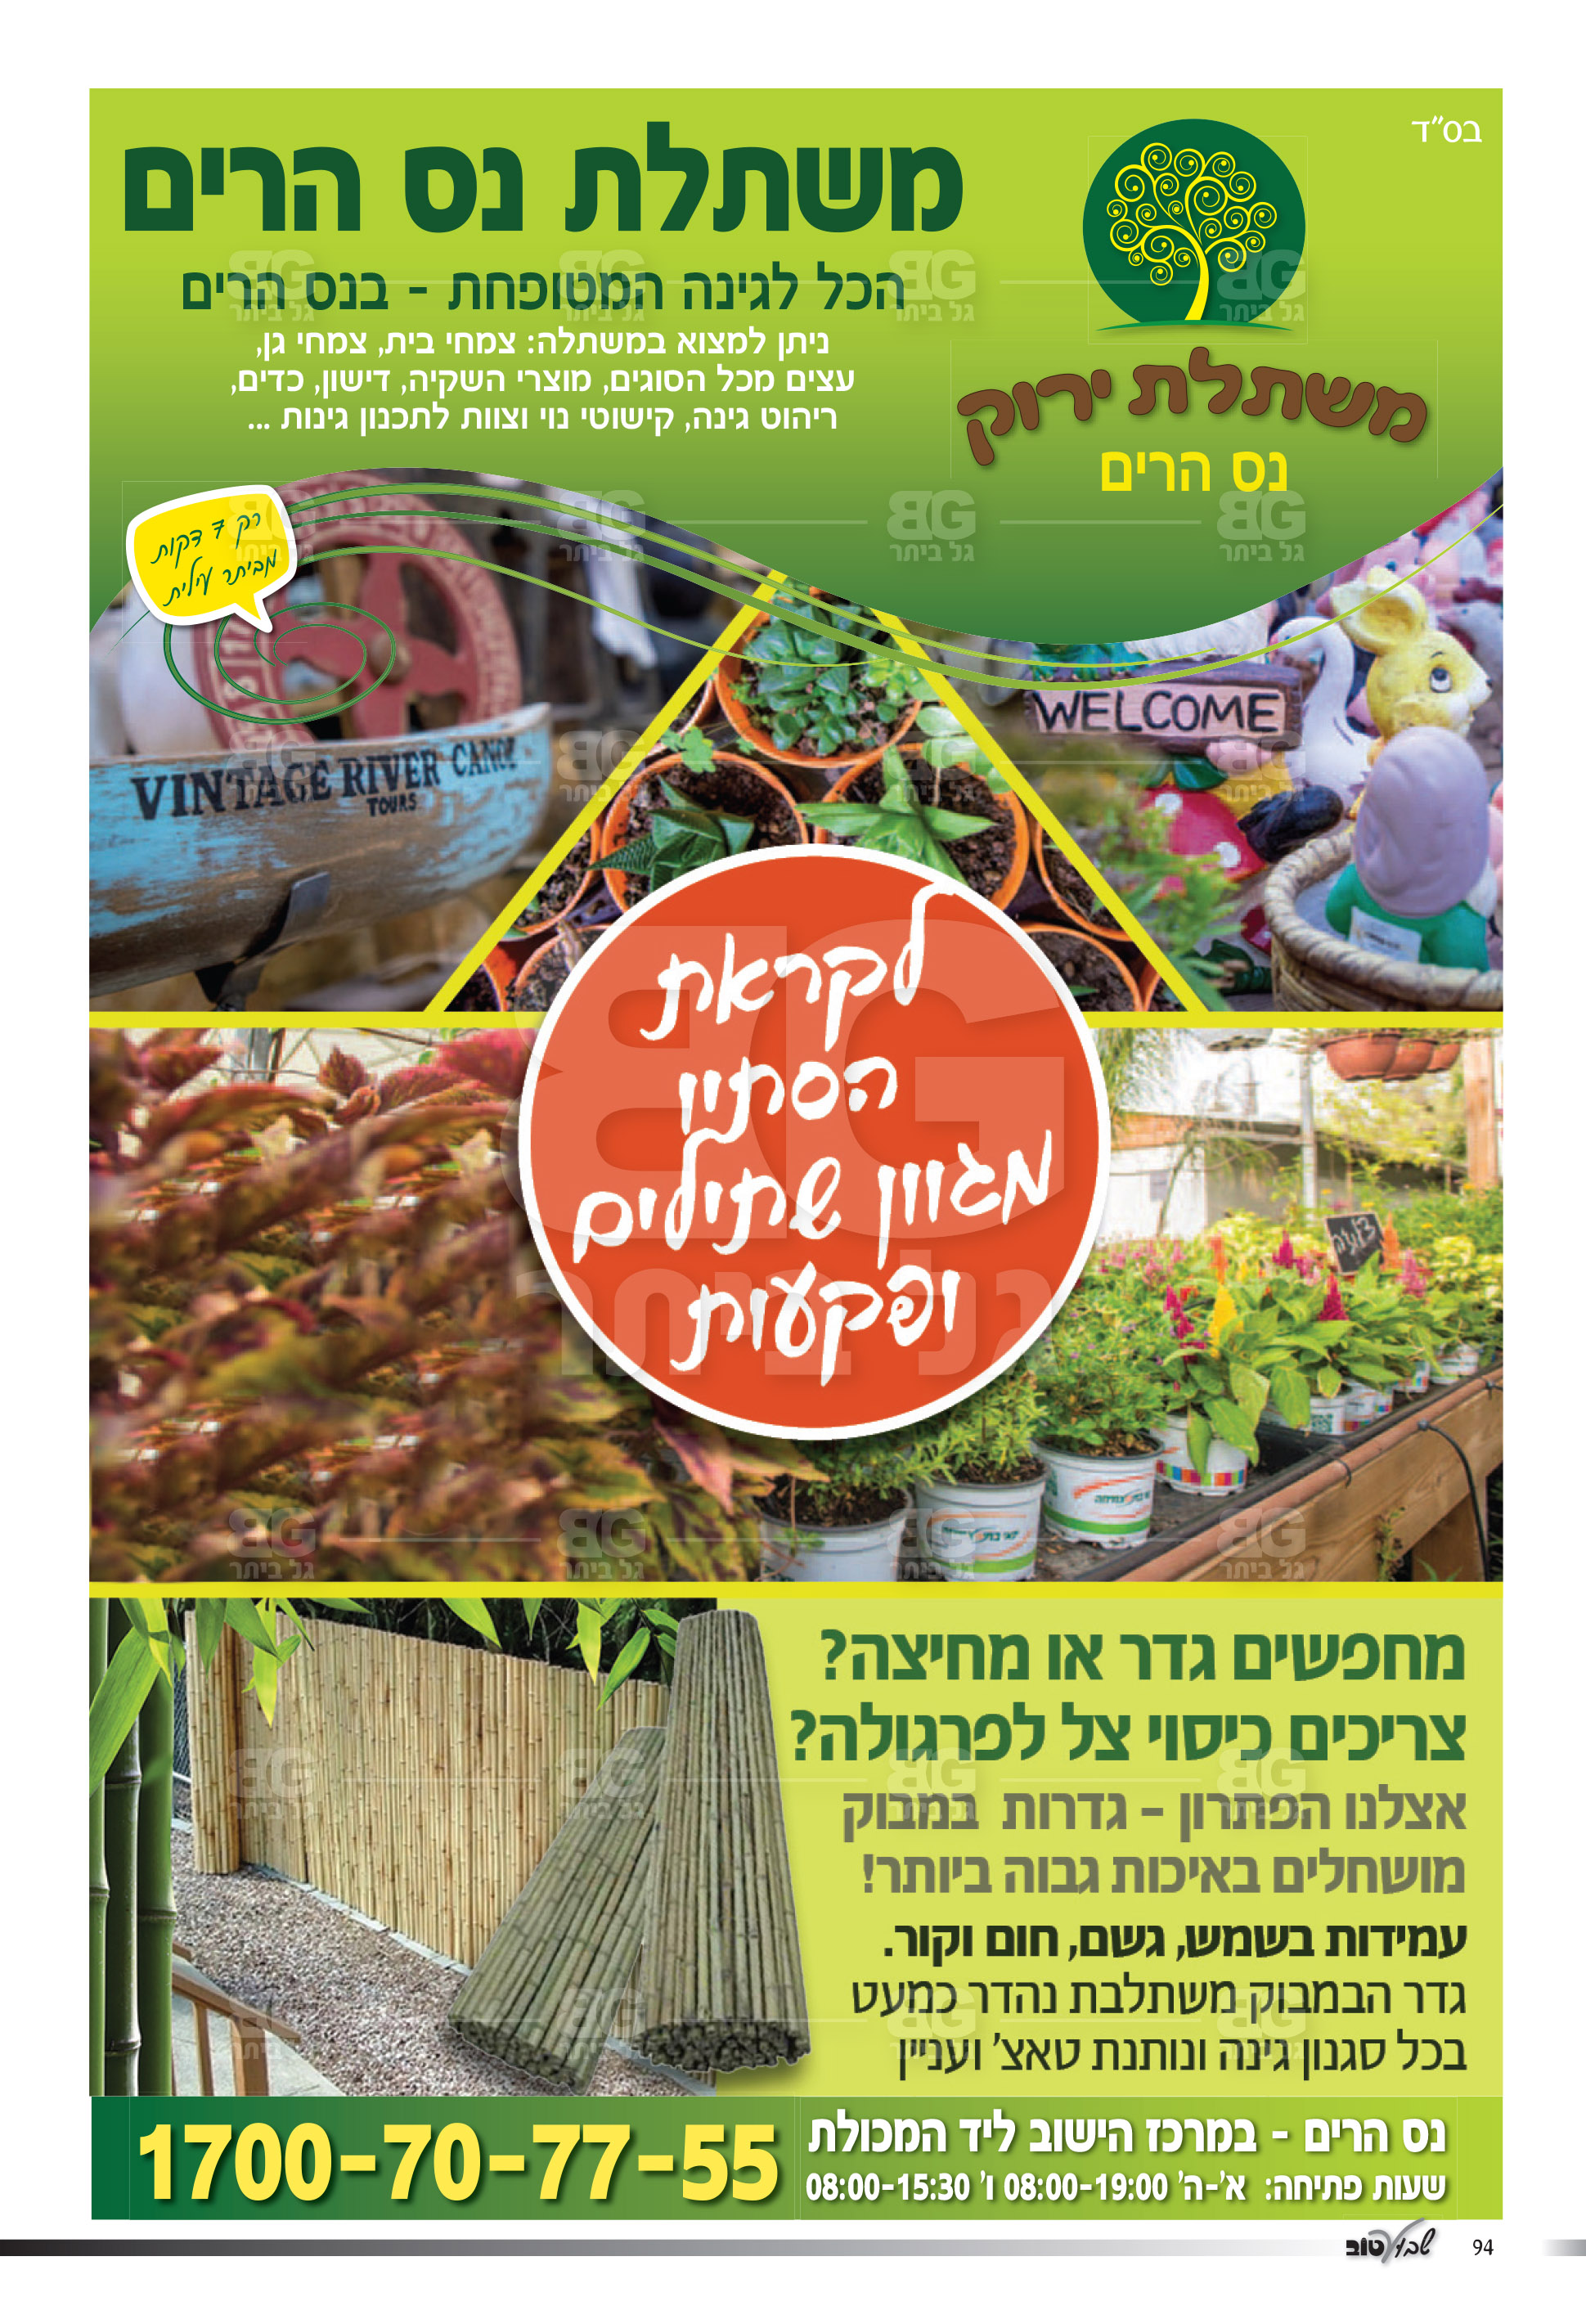 בס"ד
משתלת נס הרים
הכל לגינה המטופחת - בנס הרים
ניתן למצוא במשתלה: צמחי בית, צמחי גן,
עצים מכל הסוגים, מוצרי השקיה, דישון, כדים,
ריהוט גינה, קישוטי נוי וצוות לתכנון גינות ...
משתלת ירוק
נס הרים
רק 7 דקות
מביתר עילית
WELCOME
VINTAGE RIVER CANOE
TOURS
לקראת
הסתיו
מגוון שתילים
ופקעות
מחפשים גדר או מחיצה?
צריכים כיסוי צל לפרגולה?
אצלנו הפתרון - גדרות במבוק
מושחלים באיכות גבוה ביותר!
עמידות בשמש, גשם, חום וקור.
גדר הבמבוק משתלבת נהדר כמעט
בכל סגנון גינה ונותנת טאצ' ועניין
נס הרים - במרכז הישוב ליד המכולת
שעות פתיחה: א'-ה' 08:00-19:00 ו' 08:00-15:30
1700-70-77-55
94
שבוע טוב
BG
גל ביתר